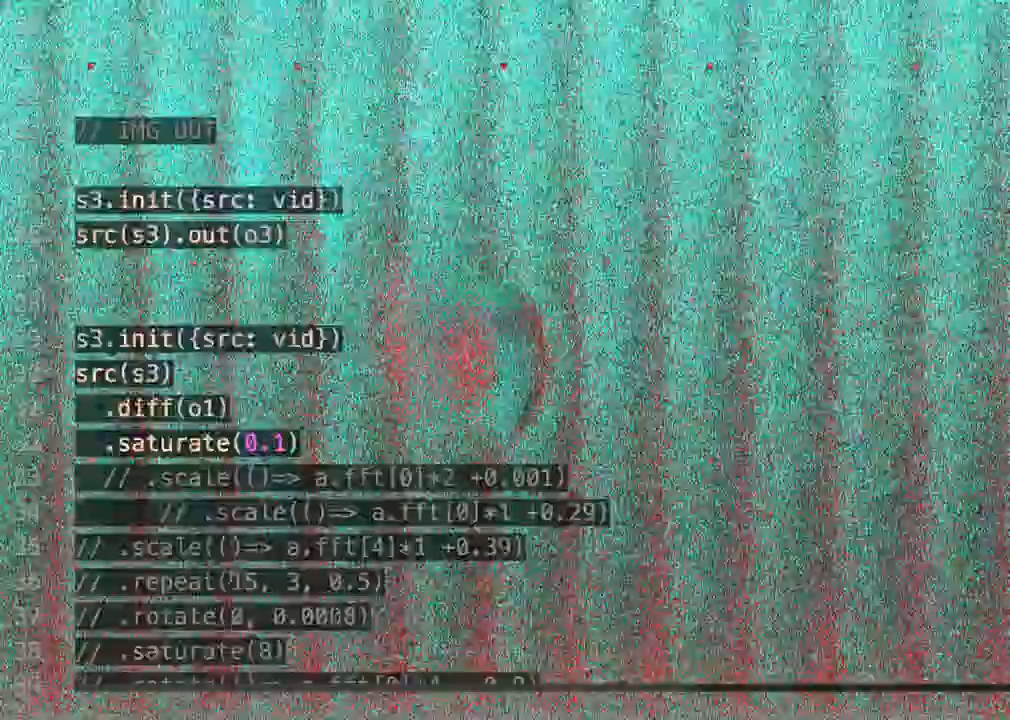 // IMG OUT
s3.init({src: vid})
src(s3).out(o3)
s3.init({src: vid})
src(s3)
.diff(o1)
.saturate(0.1)
// .scale(()=> a.fft[0]*2 +0.001)
// .scale(()=> a.fft[0]*1 +0.29)
// .scale(()=> a.fft[4]*1 +0.39)
// .repeat(15, 3, 0.5)
// .rotate(0, 0.0008)
// .saturate(8)